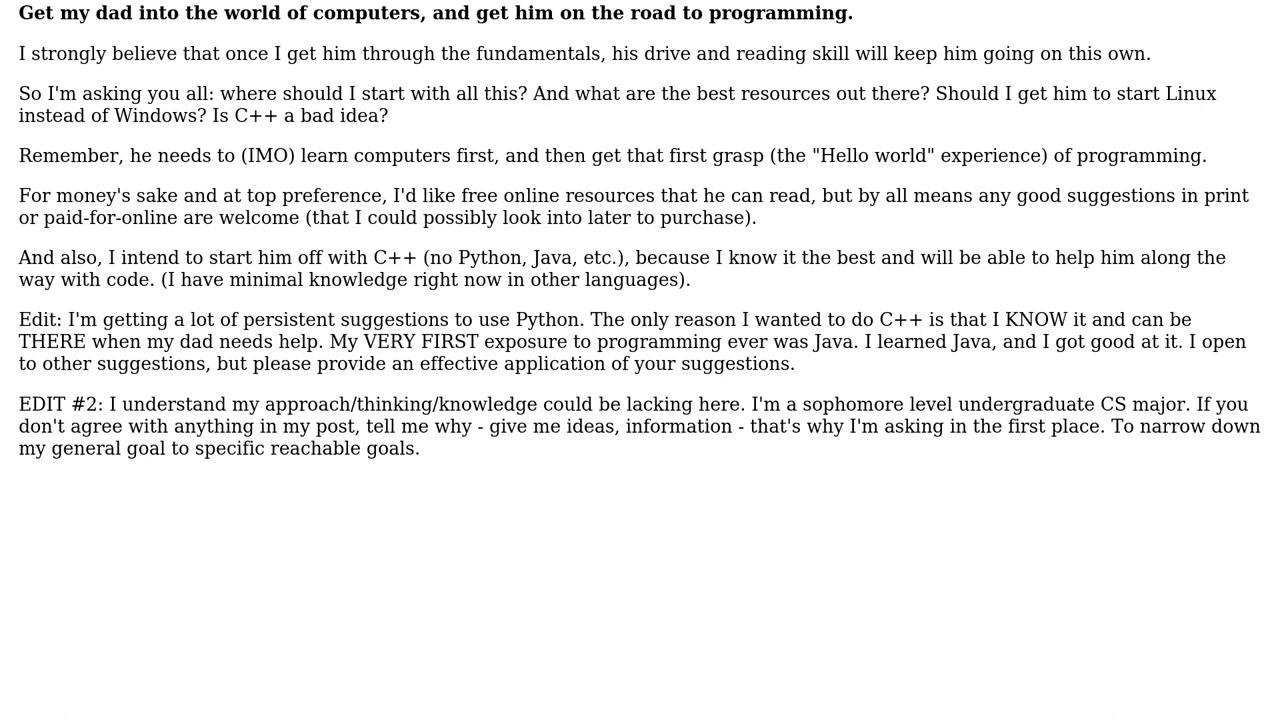 Get my dad into the world of computers, and get him on the road to programming.
I strongly believe that once I get him through the fundamentals, his drive and reading skill will keep him going on this own.
So I'm asking you all: where should I start with all this? And what are the best resources out there? Should I get him to start Linux
instead of Windows? Is C++ a bad idea?
Remember, he needs to (IMO) learn computers first, and then get that first grasp (the "Hello world" experience) of programming.
For money's sake and at top preference, I'd like free online resources that he can read, but by all means any good suggestions in print
or paid-for-online are welcome (that I could possibly look into later to purchase).
And also, I intend to start him off with C++ (no Python, Java, etc.), because I know it the best and will be able to help him along the
way with code. (I have minimal knowledge right now in other languages).
Edit: I'm getting a lot of persistent suggestions to use Python. The only reason I wanted to do C++ is that I KNOW it and can be
THERE when my dad needs help. My VERY FIRST exposure to programming ever was Java. I learned Java, and I got good at it. I open
to other suggestions, but please provide an effective application of your suggestions.
EDIT #2: I understand my approach/thinking/knowledge could be lacking here. I'm a sophomore level undergraduate CS major. If you
don't agree with anything in my post, tell me why - give me ideas, information - that's why I'm asking in the first place. To narrow down
my general goal to specific reachable goals.